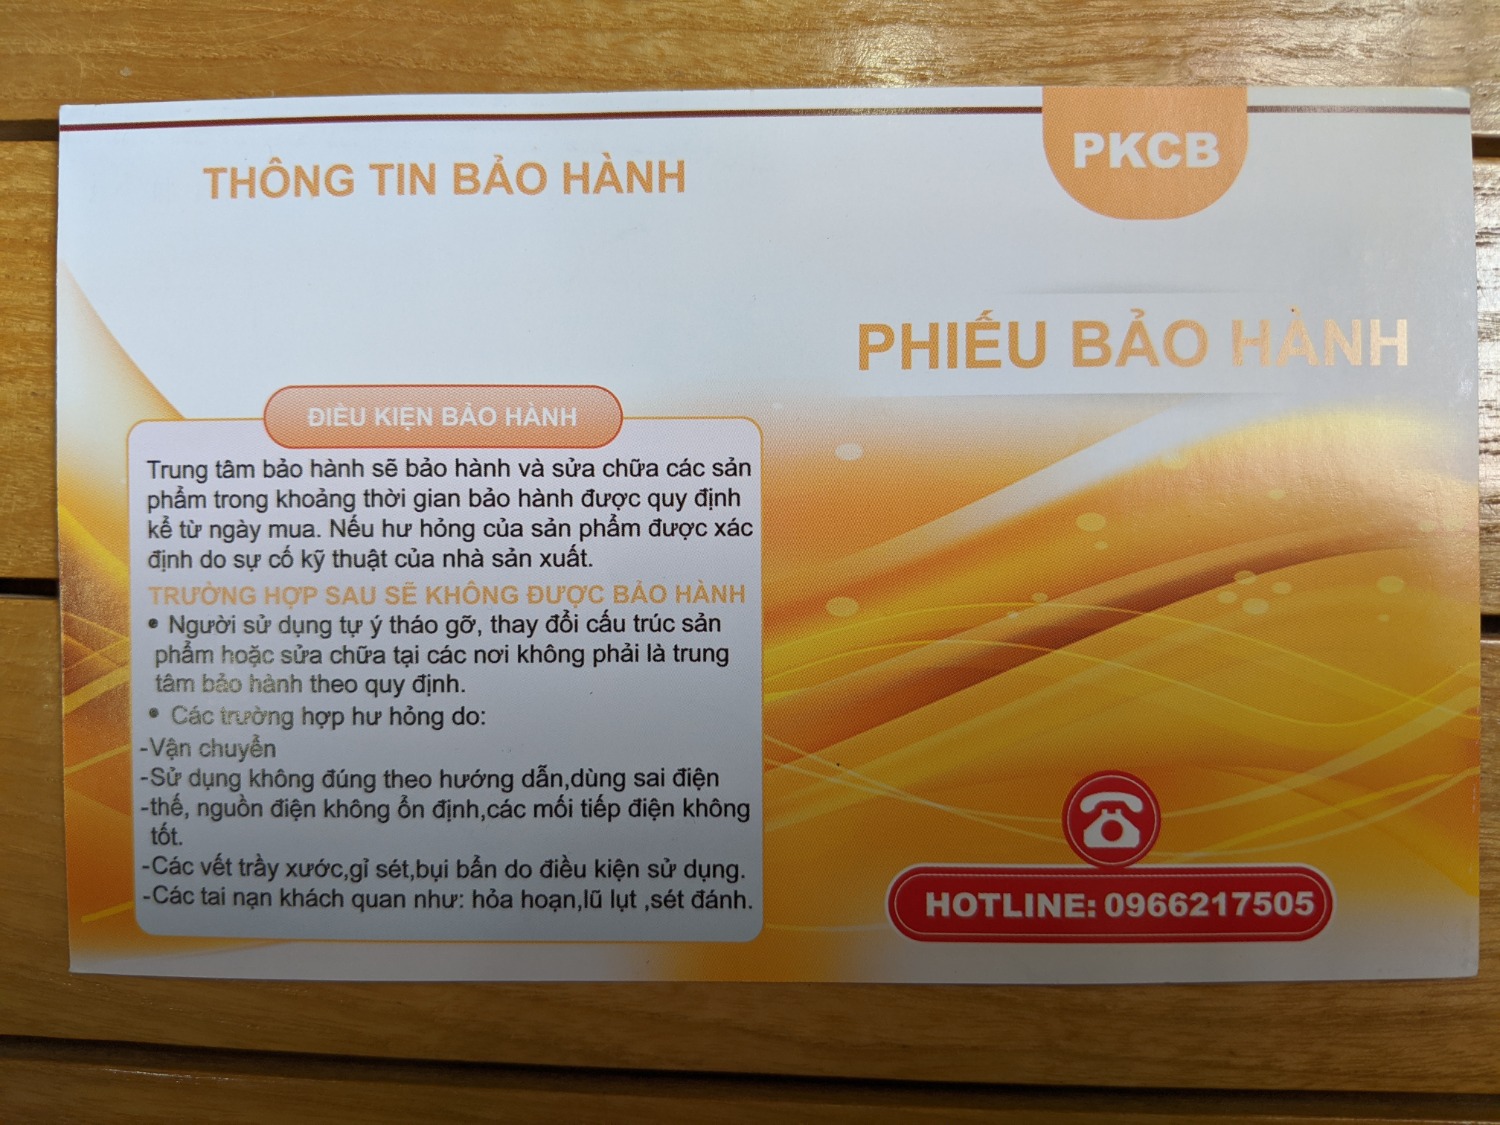 THÔNG TIN BẢO HÀNH
ĐIỀU KIỆN BẢO HÀNH
Trung tâm bảo hành sẽ bảo hành và sửa chữa các sản
phẩm trong khoảng thời gian bảo hành được quy định
kể từ ngày mua. Nếu hư hỏng của sản phẩm được xác
định do sự cố kỹ thuật của nhà sản xuất.
TRƯỜNG HỢP SAU SẼ KHÔNG ĐƯỢC BẢO HÀNH
• Người sử dụng tự ý tháo gỡ, thay đổi cấu trúc sản
phẩm hoặc sửa chữa tại các nơi không phải là trung
tâm bảo hành theo quy định.
• Các trường hợp hư hỏng do:
-Vận chuyển
-Sử dụng không đúng theo hướng dẫn,dùng sai điện
-thế, nguồn điện không ổn định,các mối tiếp điện không
tốt.
-Các vết trầy xước,gỉ sét,bụi bẩn do điều kiện sử dụng.
-Các tai nạn khách quan như: hỏa hoạn,lũ lụt ,sét đánh.
PKCB
PHIẾU BẢO HÀNH
HOTLINE: 0966217505